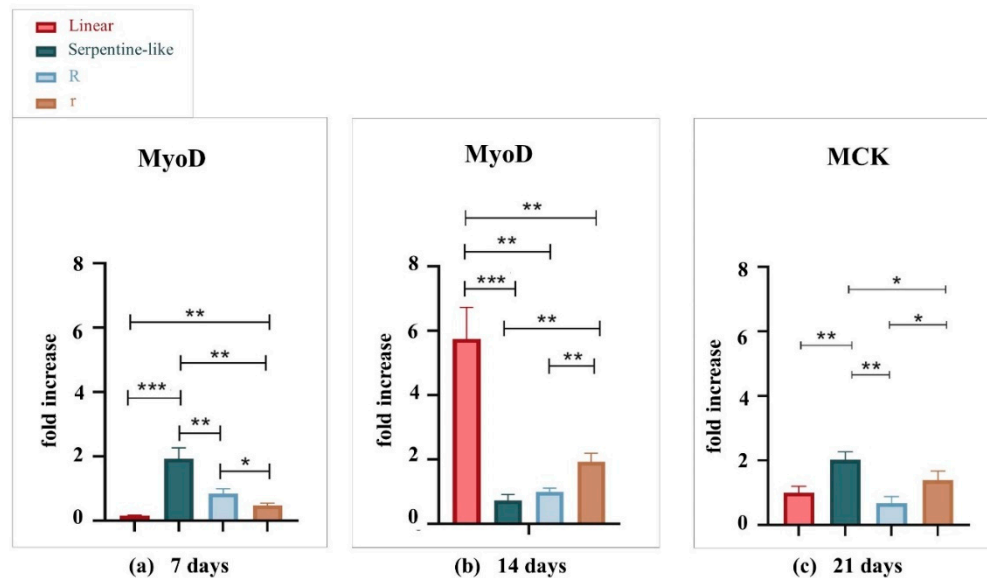 Linear
Serpentine-like
R
r
MyoD
fold increase
8
6
4
2
0
**
**
***
**
*
(a) 7 days
MyoD
fold increase
8
6
4
2
0
**
**
***
**
**
(b) 14 days
MCK
fold increase
8
6
4
2
0
*
*
**
**
(c) 21 days